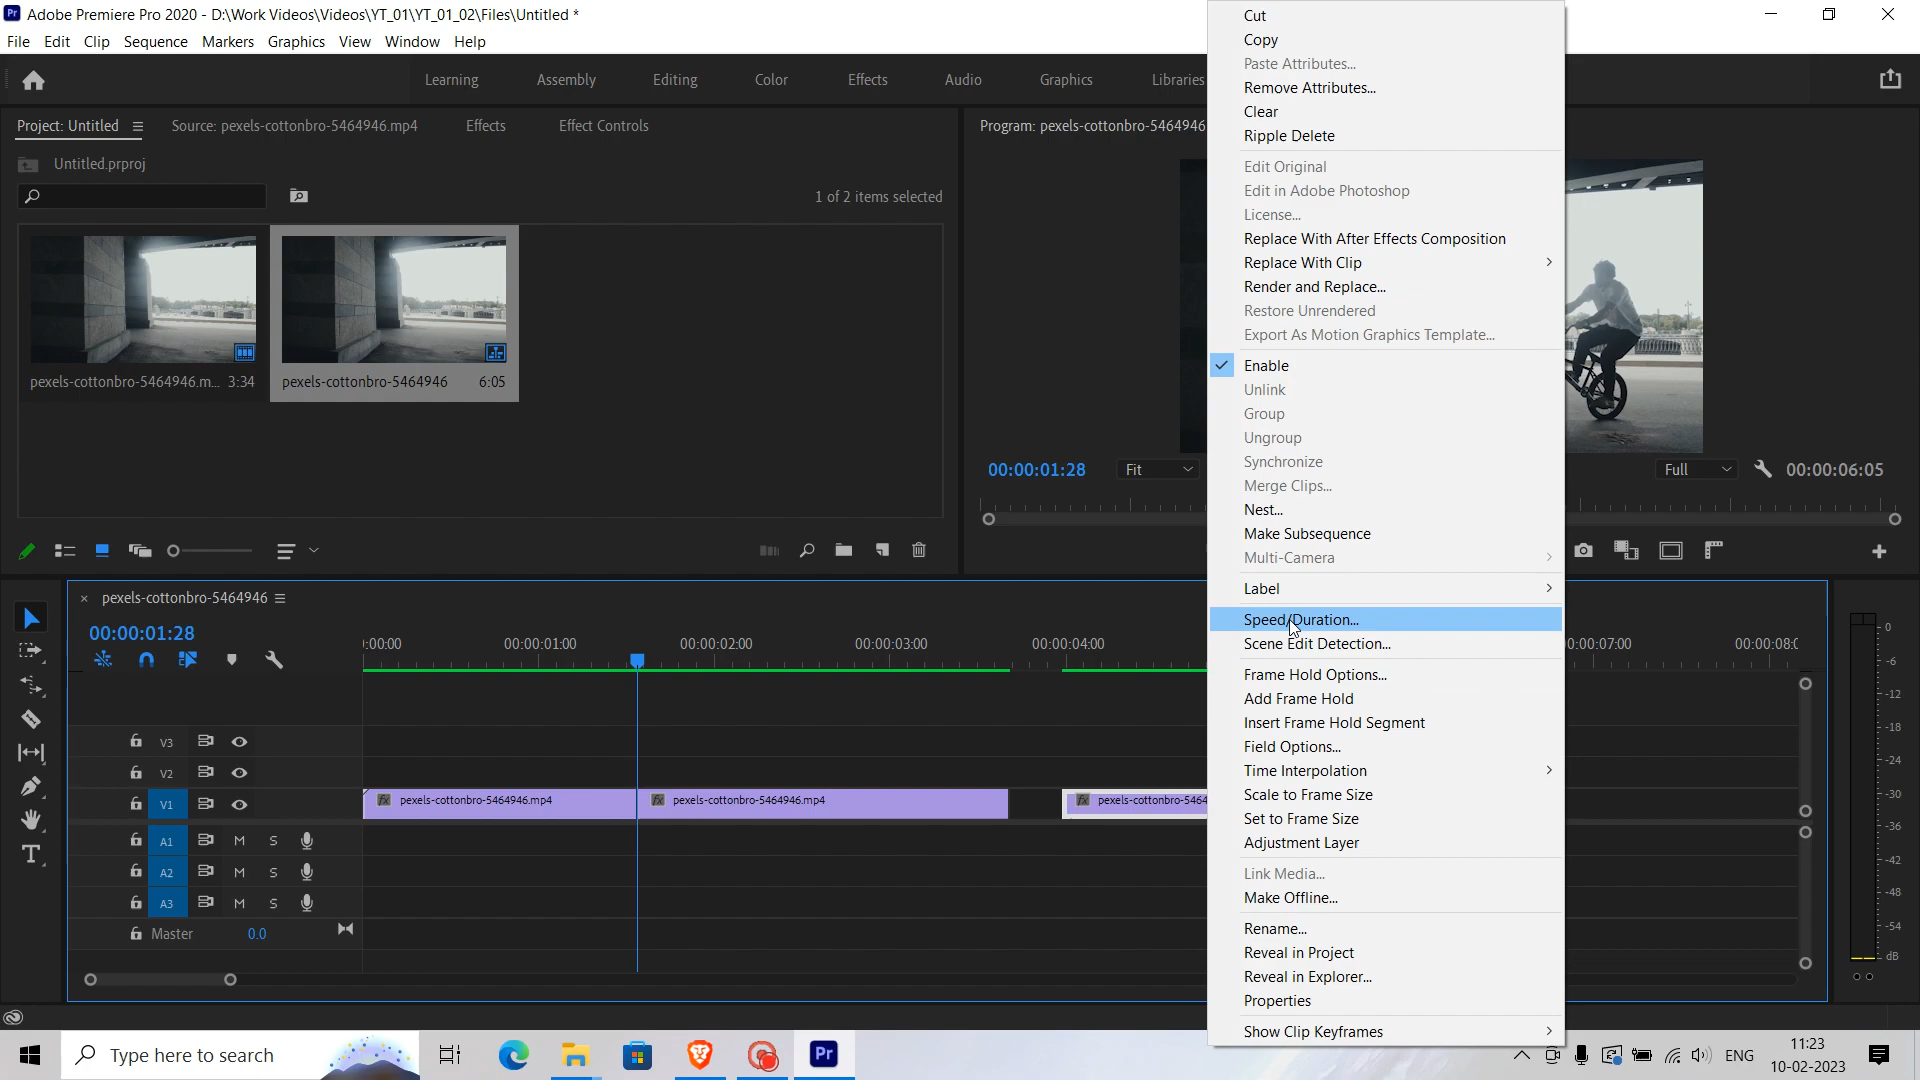 Adobe Premiere Pro 2020 - D:\Work Videos\Videos\YT_01\YT_01_02\Files\Untitled *
File Edit Clip Sequence Markers Graphics View Window Help
Learning Assembly Editing Color Effects Audio Graphics Libraries
Project: Untitled Source: pexels-cottonbro-5464946.mp4 Effects Effect Controls
Untitled.prproj
1 of 2 items selected
pexels-cottonbro-5464946.m... 3:34
pexels-cottonbro-5464946 6:05
Program: pexels-cottonbro-5464946
00:00:01:28 Fit Full 00:00:06:05
Cut
Copy
Paste Attributes...
Remove Attributes...
Clear
Ripple Delete
Edit Original
Edit in Adobe Photoshop
License...
Replace With After Effects Composition
Replace With Clip
Render and Replace...
Restore Unrendered
Export As Motion Graphics Template...
Enable
Unlink
Group
Ungroup
Synchronize
Merge Clips...
Nest...
Make Subsequence
Multi-Camera
Label
Speed/Duration...
Scene Edit Detection...
Frame Hold Options...
Add Frame Hold
Insert Frame Hold Segment
Field Options...
Time Interpolation
Scale to Frame Size
Set to Frame Size
Adjustment Layer
Link Media...
Make Offline...
Rename...
Reveal in Project
Reveal in Explorer...
Properties
Show Clip Keyframes
pexels-cottonbro-5464946
00:00:01:28
:00:00 00:00:01:00 00:00:02:00 00:00:03:00 00:00:04:00 0:00:07:00 00:00:08:0
V3
V2
V1 fx pexels-cottonbro-5464946.mp4 fx pexels-cottonbro-5464946.mp4 fx pexels-cottonbro-5464
A1 M S
A2 M S
A3 M S
Master 0.0
0
-6
-12
-18
-24
-30
-36
-42
-48
-54
dB
Type here to search
Pr
ENG
11:23
10-02-2023